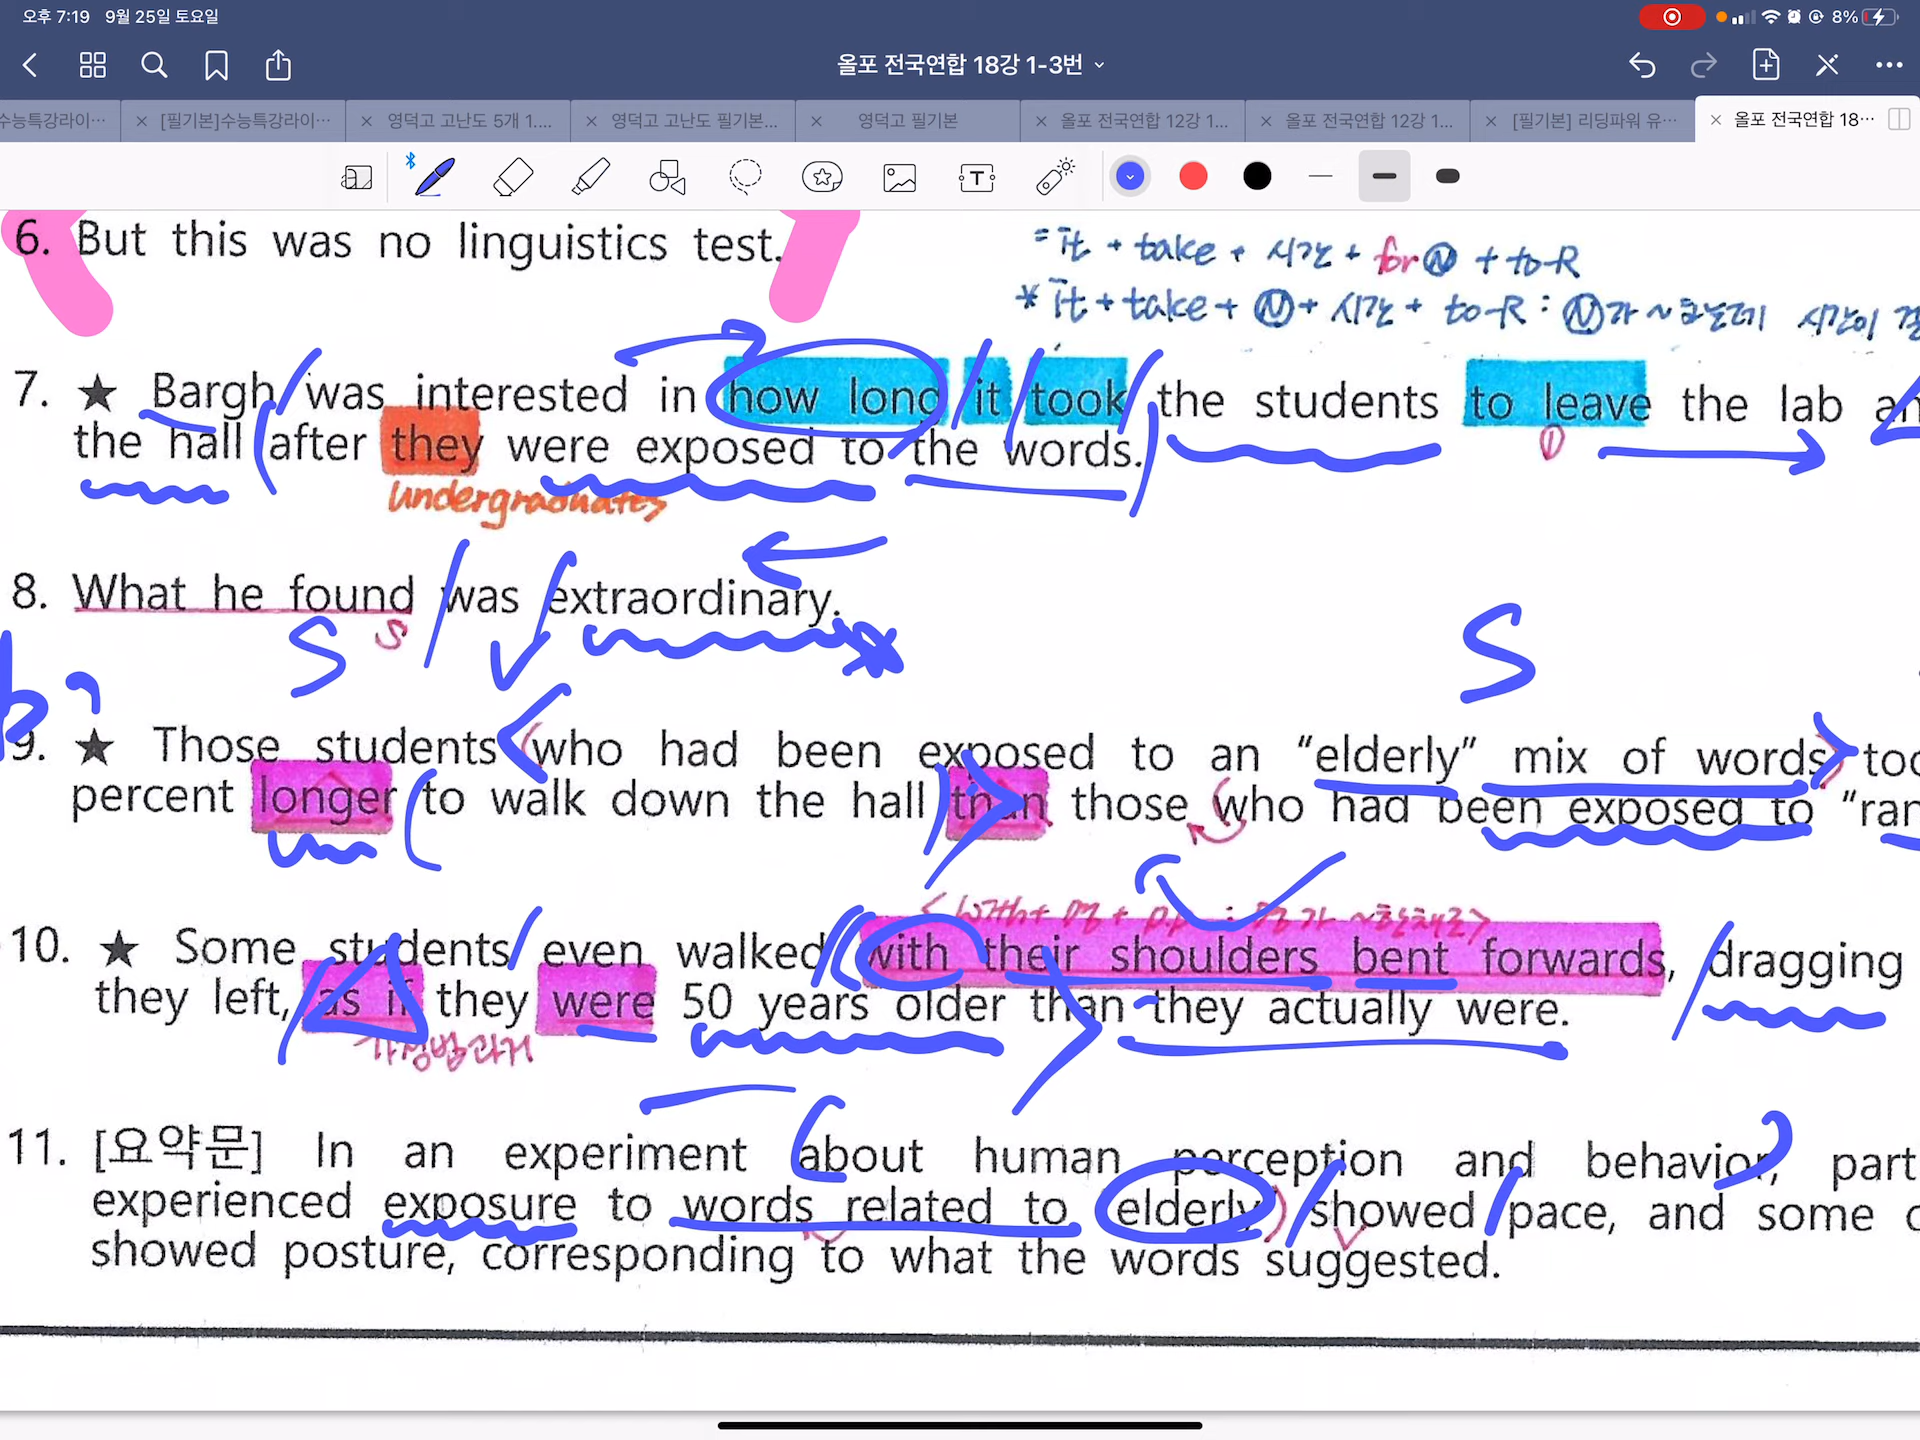 오후 7:19 9월 25일 토요일
8%
올포 전국연합 18강 1-3번
수능특강라이… [필기본]수능특강라이… 영덕고 고난도 5개 1.… 영덕고 고난도 필기본… 영덕고 필기본 올포 전국연합 12강 1… 올포 전국연합 12강 1… [필기본] 리딩파워 유… 올포 전국연합 18…
= it + take + 시간 + for N + to-R
6. But this was no linguistics test.
* it + take + N + 시간 + to-R : N가 ~하는데 시간이
7. ★ Bargh was interested in how long it took the students to leave the lab
①
the hall after they were exposed to the words.
undergraduates
8. What he found was extraordinary.
S S S
9. ★ Those students who had been exposed to an “elderly” mix of words
percent longer to walk down the hall than those who had been exposed to
<with + 명 + p.p : 명가 ~한채로>
10. ★ Some students even walked with their shoulders bent forwards, dragging
they left, as if they were 50 years older than they actually were.
가정법과거
11. [요약문] In an experiment about human perception and behavior, part
experienced exposure to words related to elderly showed pace, and some
showed posture, corresponding to what the words suggested.